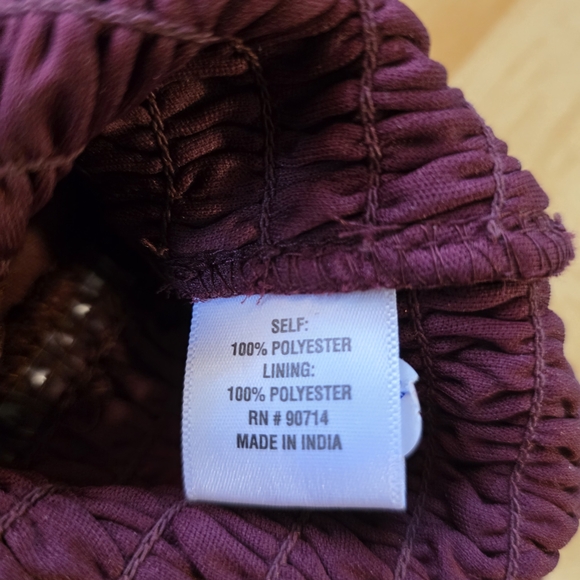 SELF:
100% POLYESTER
LINING:
100% POLYESTER
RN # 90714
MADE IN INDIA